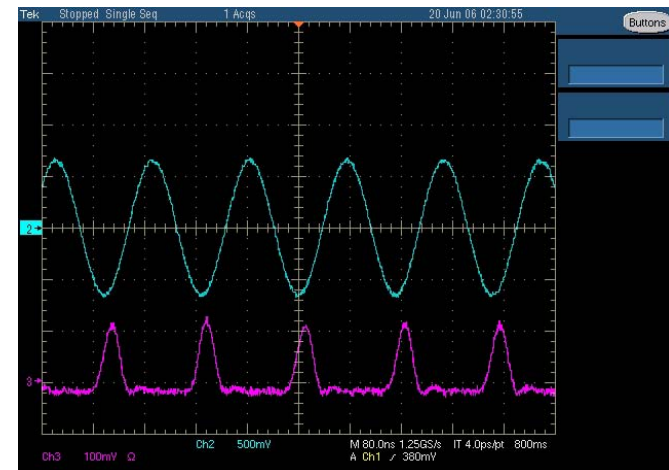 Tek Stopped Single Seq 1 Acqs 20 Jun 06 02:30:55
Buttons
2
3
Ch2 500mV M 80.0ns 1.25GS/s IT 4.0ps/pt 800ms
Ch3 100mV Ω A Ch1 ∕ 380mV